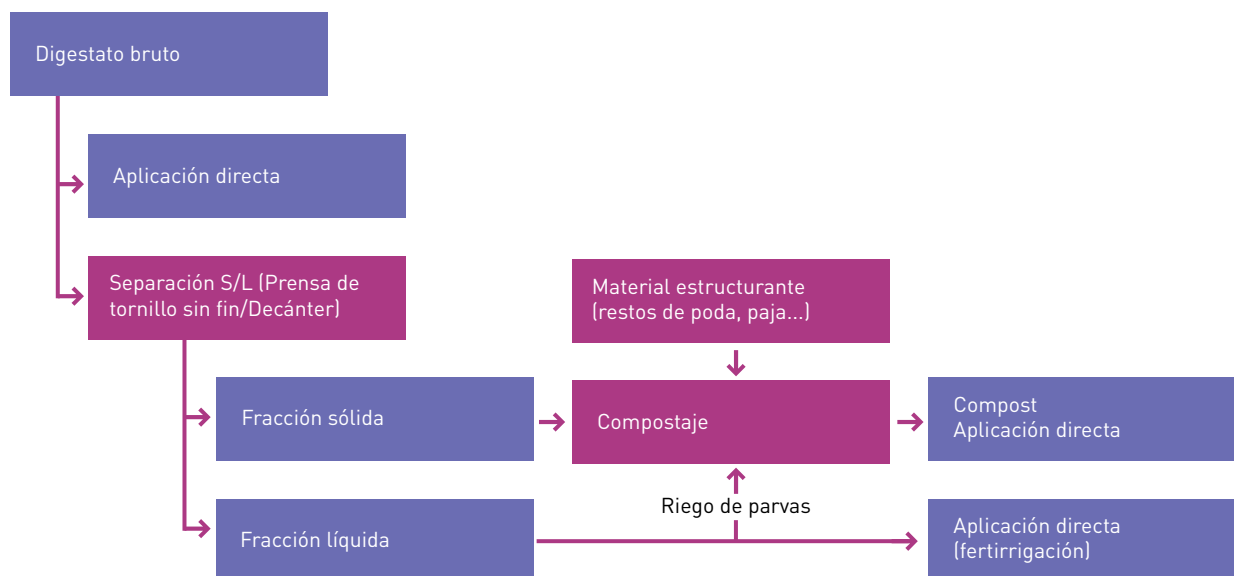 Digestato bruto
Aplicación directa
Separación S/L (Prensa de
tornillo sin fin/Decánter)
Material estructurante
(restos de poda, paja...)
Fracción sólida
Compostaje
Compost
Aplicación directa
Riego de parvas
Fracción líquida
Aplicación directa
(fertirrigación)